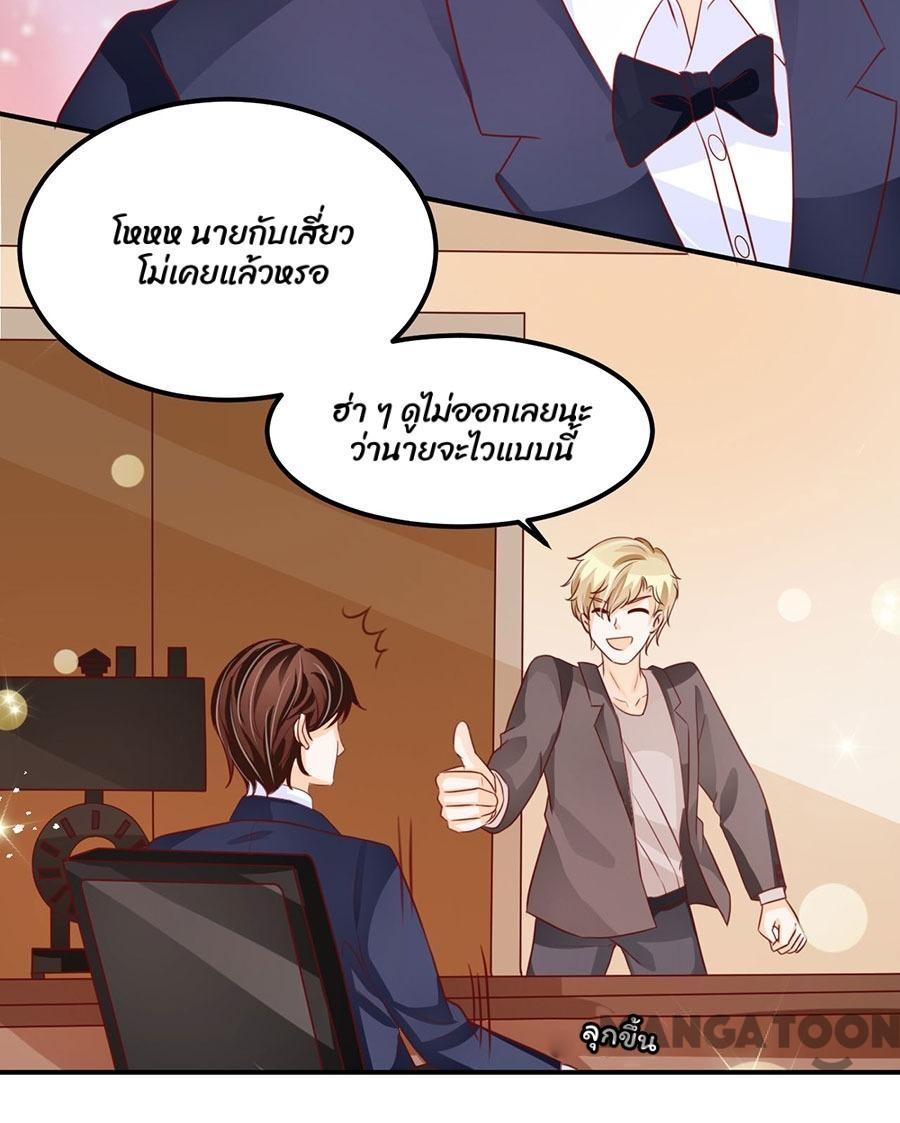 โหหห นายกับเสี่ยว
โม่เคยแล้วหรอ
ฮ่า ๆ ดูไม่ออกเลยนะ
ว่านายจะไวแบบนี้
ลุกขึ้น
MANGATOON